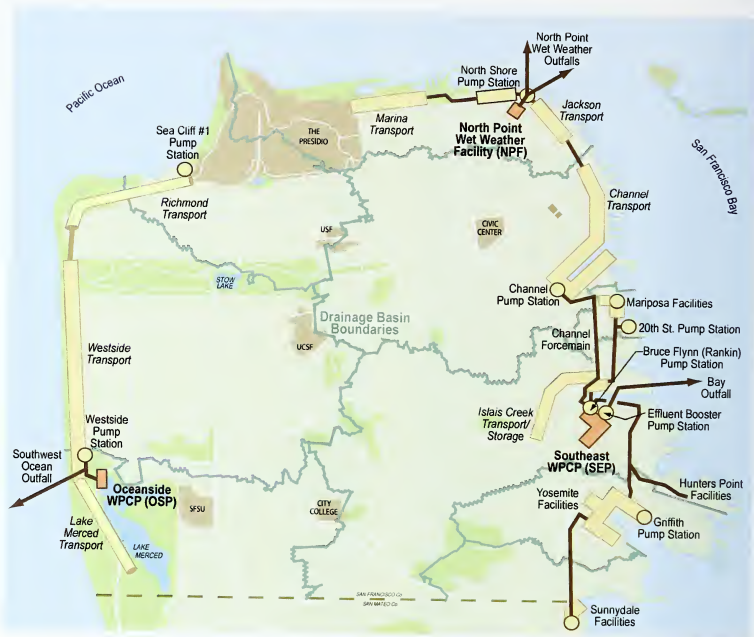 North Point
Wet Weather
Outfalls
North Shore
Pump Station
Pacific Ocean
Marina
Transport
Jackson
Transport
North Point
Wet Weather
Facility (NPF)
THE
PRESIDIO
Sea Cliff #1
Pump
Station
San Francisco Bay
Richmond
Transport
Channel
Transport
USF
CIVIC
CENTER
STOW
LAKE
Channel
Pump Station
Mariposa Facilities
Drainage Basin
Boundaries
20th St. Pump Station
Channel
Forcemain
UCSF
Bruce Flynn (Rankin)
Pump Station
Westside
Transport
Bay
Outfall
Islais Creek
Transport/
Storage
Effluent Booster
Pump Station
Westside
Pump
Station
Southeast
WPCP (SEP)
Southwest
Ocean
Outfall
Oceanside
WPCP (OSP)
Hunters Point
Facilities
Yosemite
Facilities
SFSU
CITY
COLLEGE
Griffith
Pump Station
Lake
Merced
Transport
LAKE
MERCED
SAN FRANCISCO Co
SAN MATEO Co
Sunnydale
Facilities